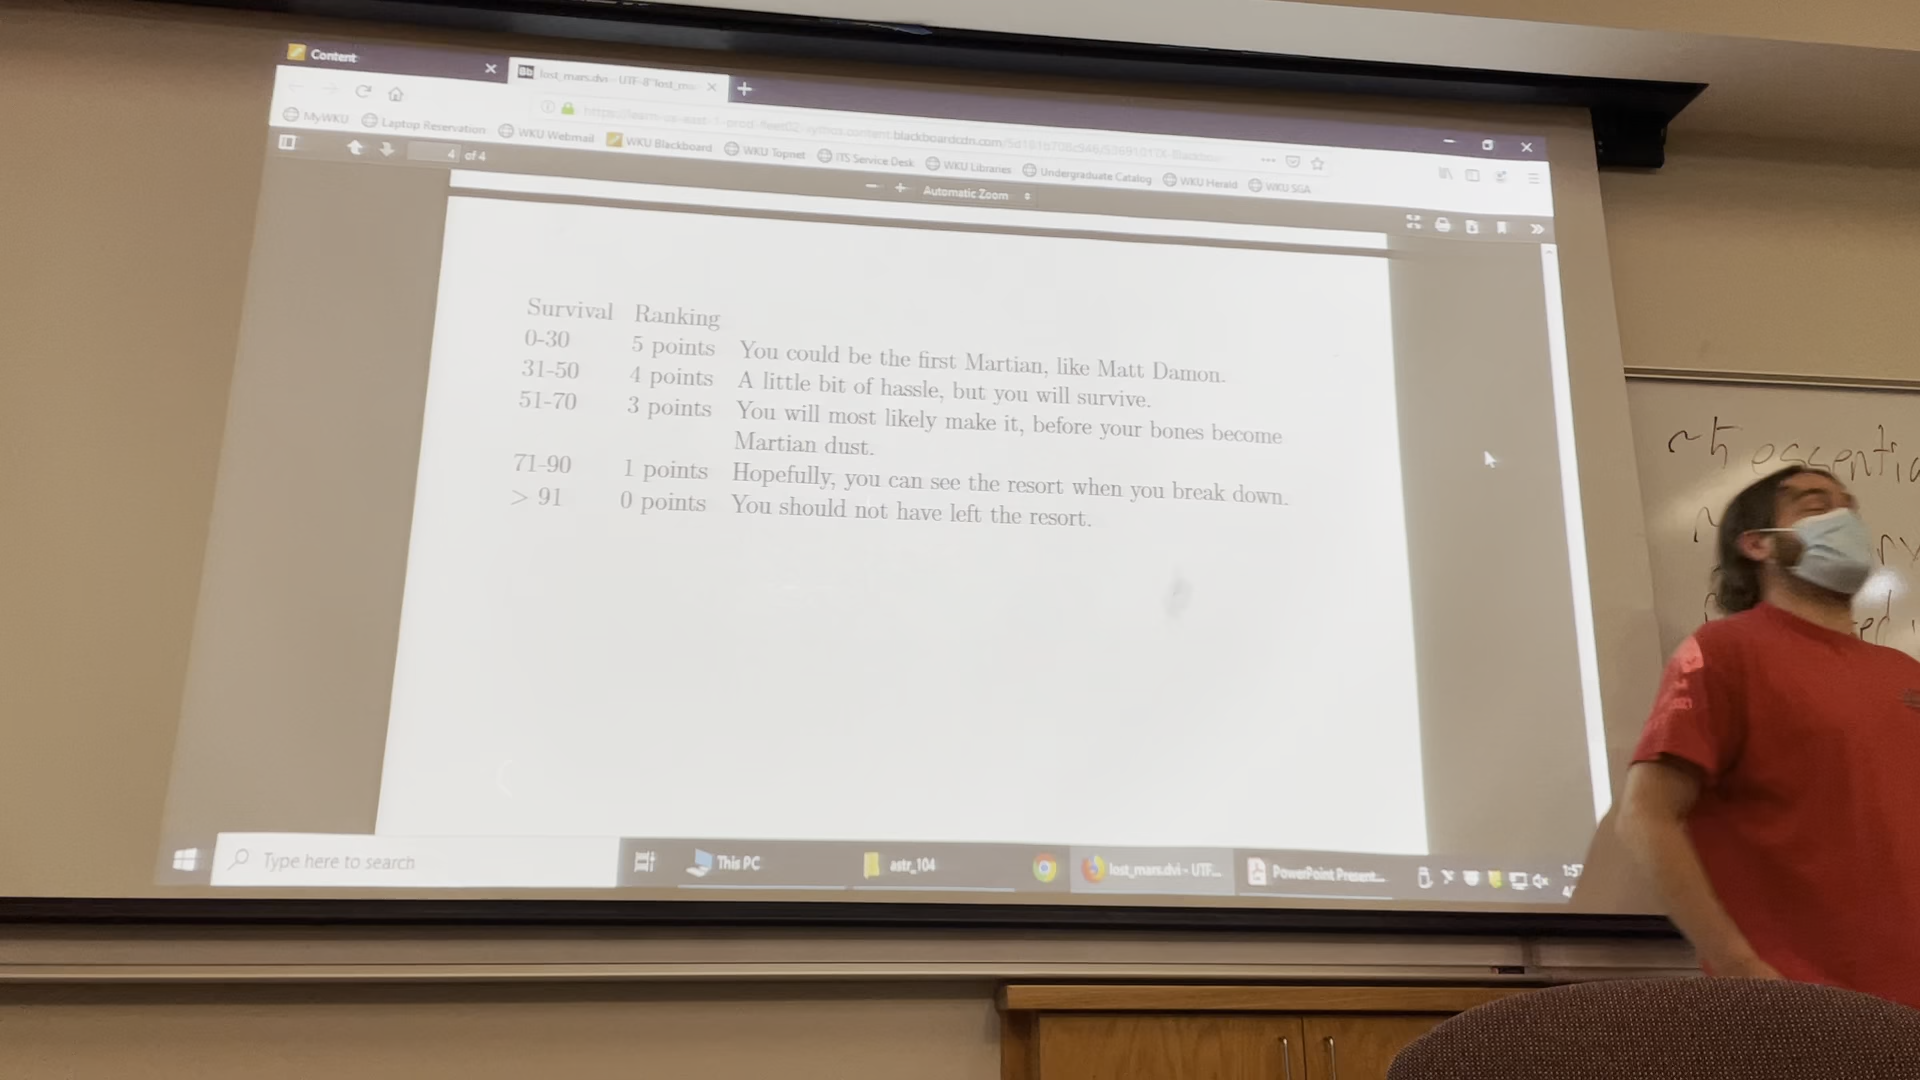 Content
lost_mars.dvi - UTF-8"lost_ma
MyWKU Laptop Reservation WKU Webmail WKU Blackboard WKU Topnet ITS Service Desk WKU Libraries Undergraduate Catalog WKU Herald WKU SGA
4 of 4
Automatic Zoom
Survival Ranking
0-30 5 points You could be the first Martian, like Matt Damon.
31-50 4 points A little bit of hassle, but you will survive.
51-70 3 points You will most likely make it, before your bones become
Martian dust.
71-90 1 points Hopefully, you can see the resort when you break down.
> 91 0 points You should not have left the resort.
Type here to search
This PC
astr_104
lost_mars.dvi - UTF...
PowerPoint Present...
1:57